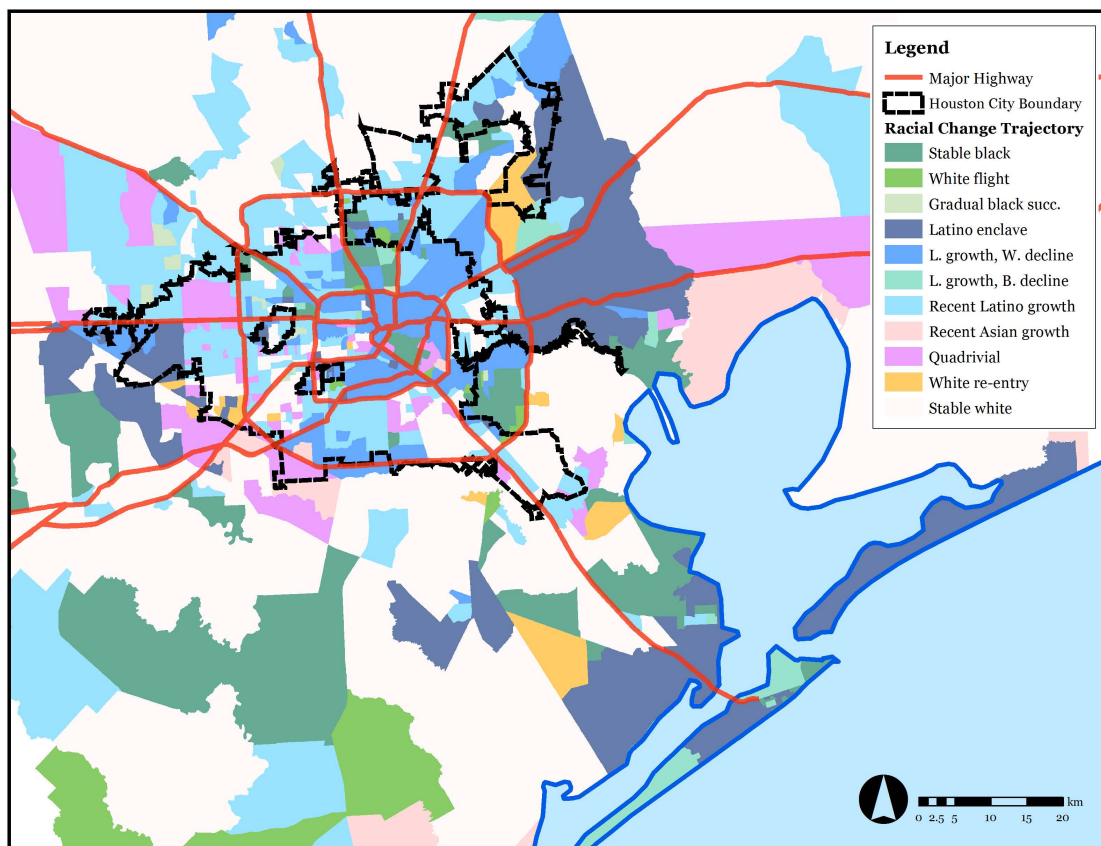 Legend
Major Highway
Houston City Boundary
Racial Change Trajectory
Stable black
White flight
Gradual black succ.
Latino enclave
L. growth, W. decline
L. growth, B. decline
Recent Latino growth
Recent Asian growth
Quadrivial
White re-entry
Stable white
km
0 2.5 5 10 15 20